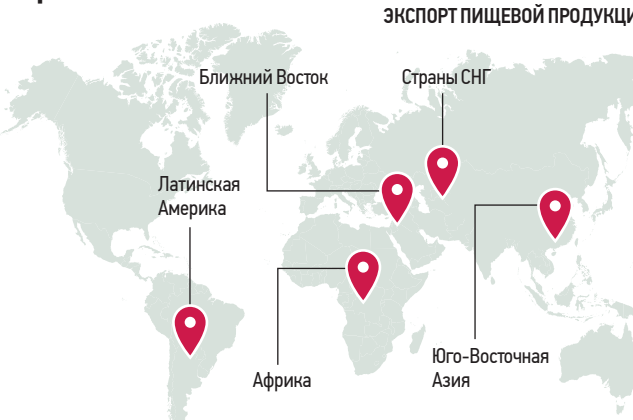 ЭКСПОРТ ПИЩЕВОЙ ПРОДУКЦИ
Ближний Восток
Страны СНГ
Латинская
Америка
Юго-Восточная
Азия
Африка